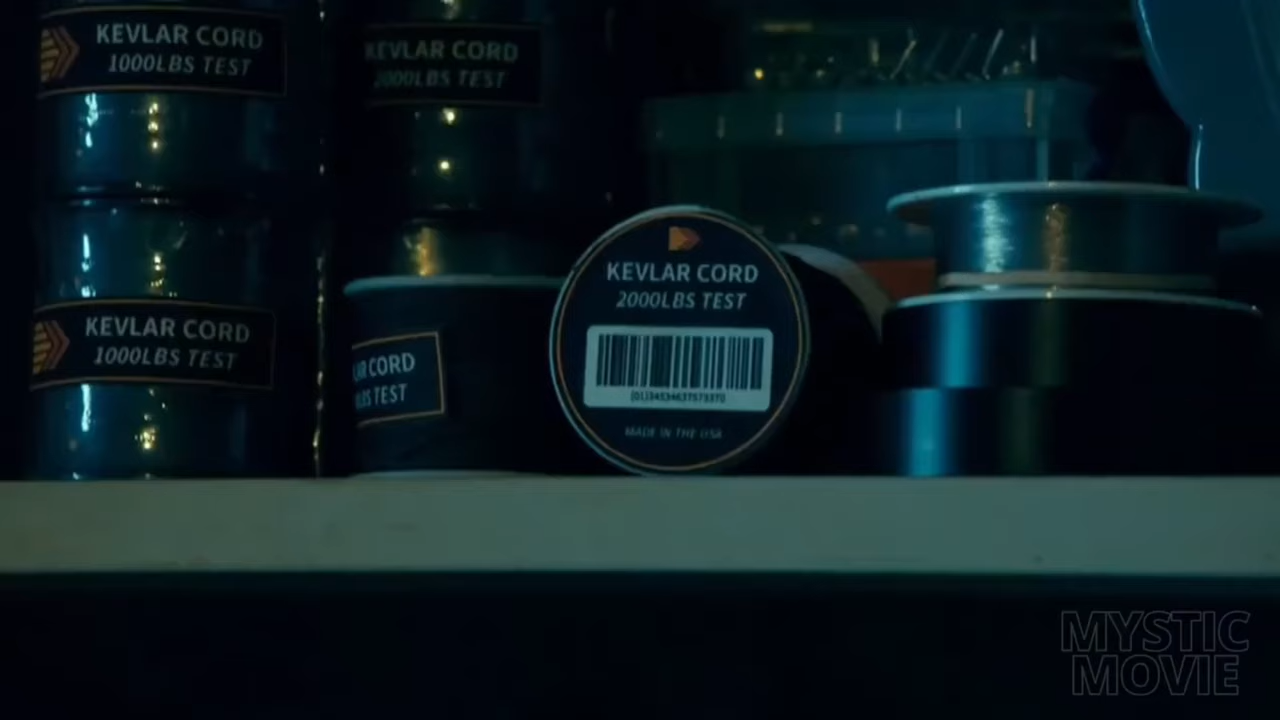 KEVLAR CORD
1000LBS TEST
KEVLAR CORD
2000LBS TEST
KEVLAR CORD
1000LBS TEST
CORD
TEST
KEVLAR CORD
2000LBS TEST
MADE IN THE USA
MYSTIC
MOVIE